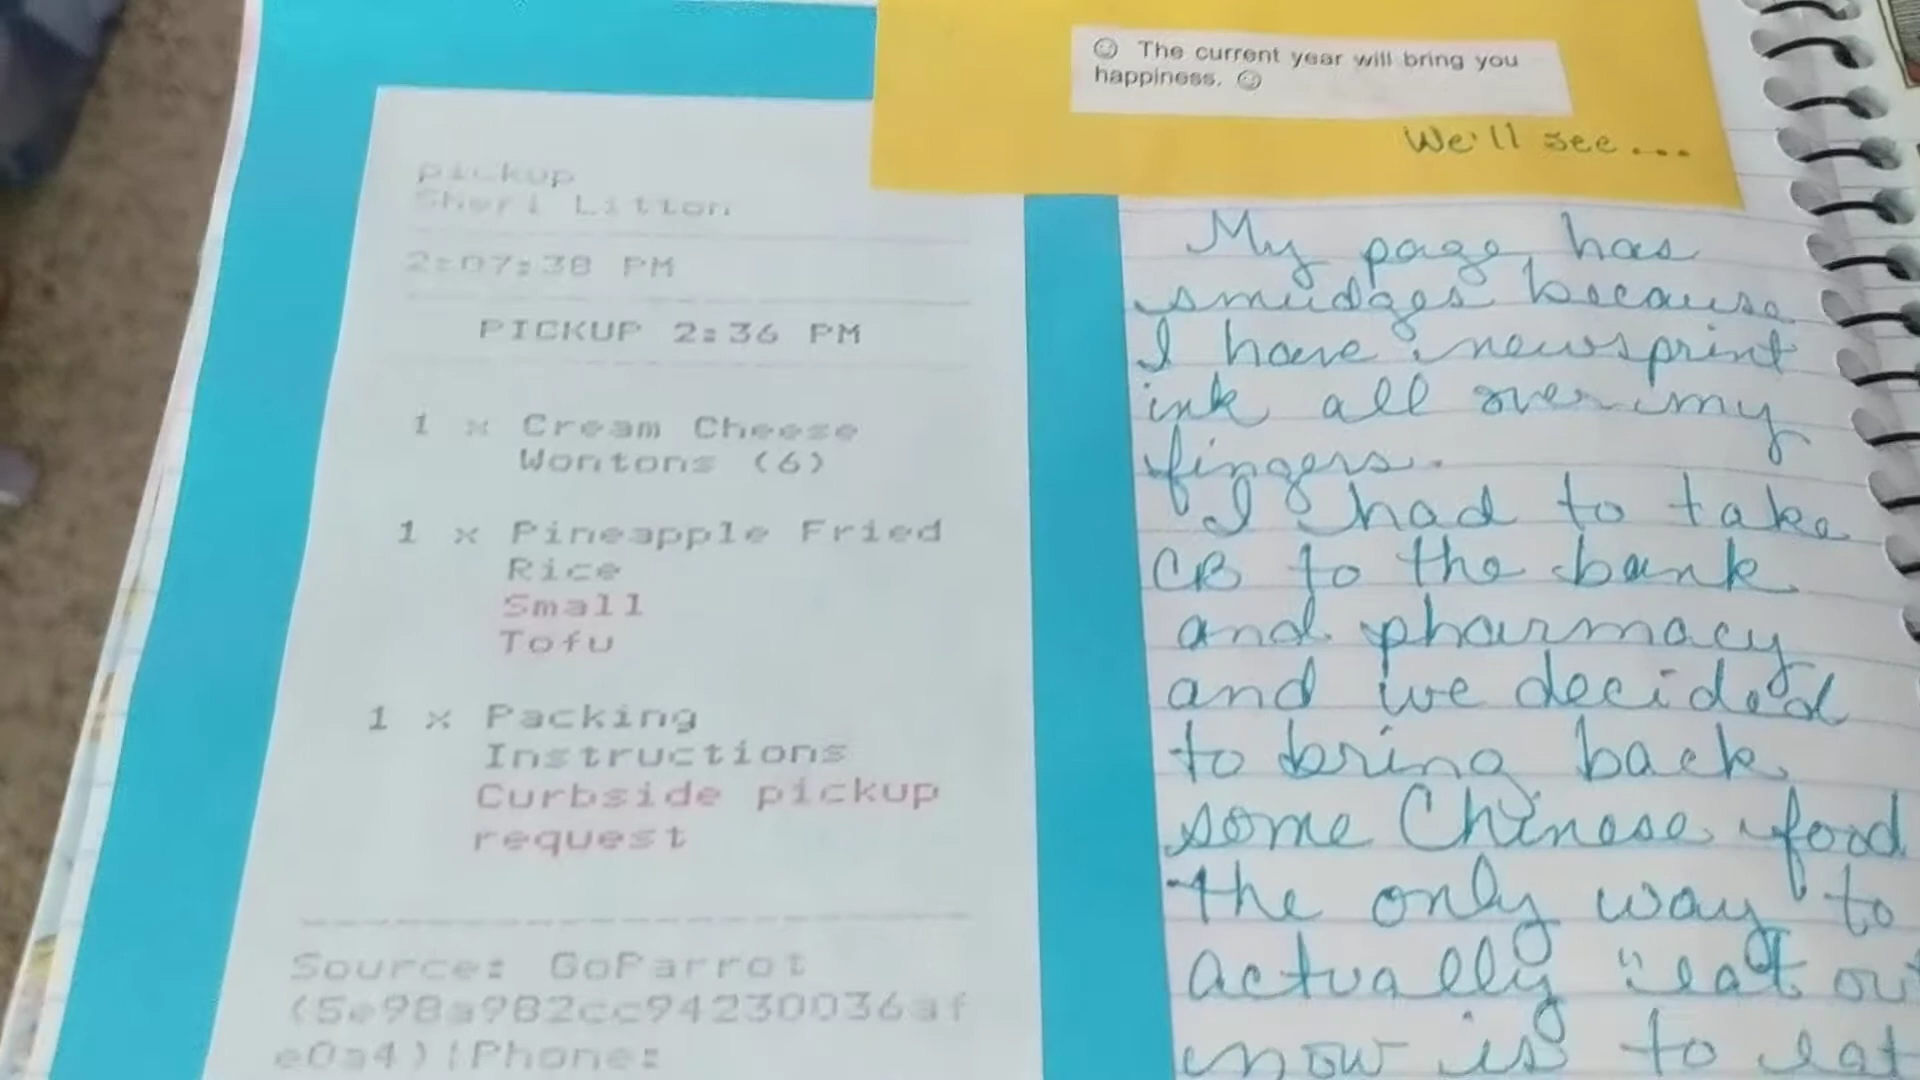 ☺ The current year will bring you
happiness. ☺
We'll see...
pickup
Sheri Litton
2:07:38 PM
PICKUP 2:36 PM
1 x Cream Cheese
Wontons (6)
1 x Pineapple Fried
Rice
Small
Tofu
1 x Packing
Instructions
Curbside pickup
request
Source: GoParrot
(5e98a982cc94230036af
e0a4)|Phone:
My page has
smudges because
I have newsprint
ink all over my
fingers.
I had to take
CB to the bank
and pharmacy
and we decided
to bring back
some Chinese food
the only way to
actually "eat out
now is to eat